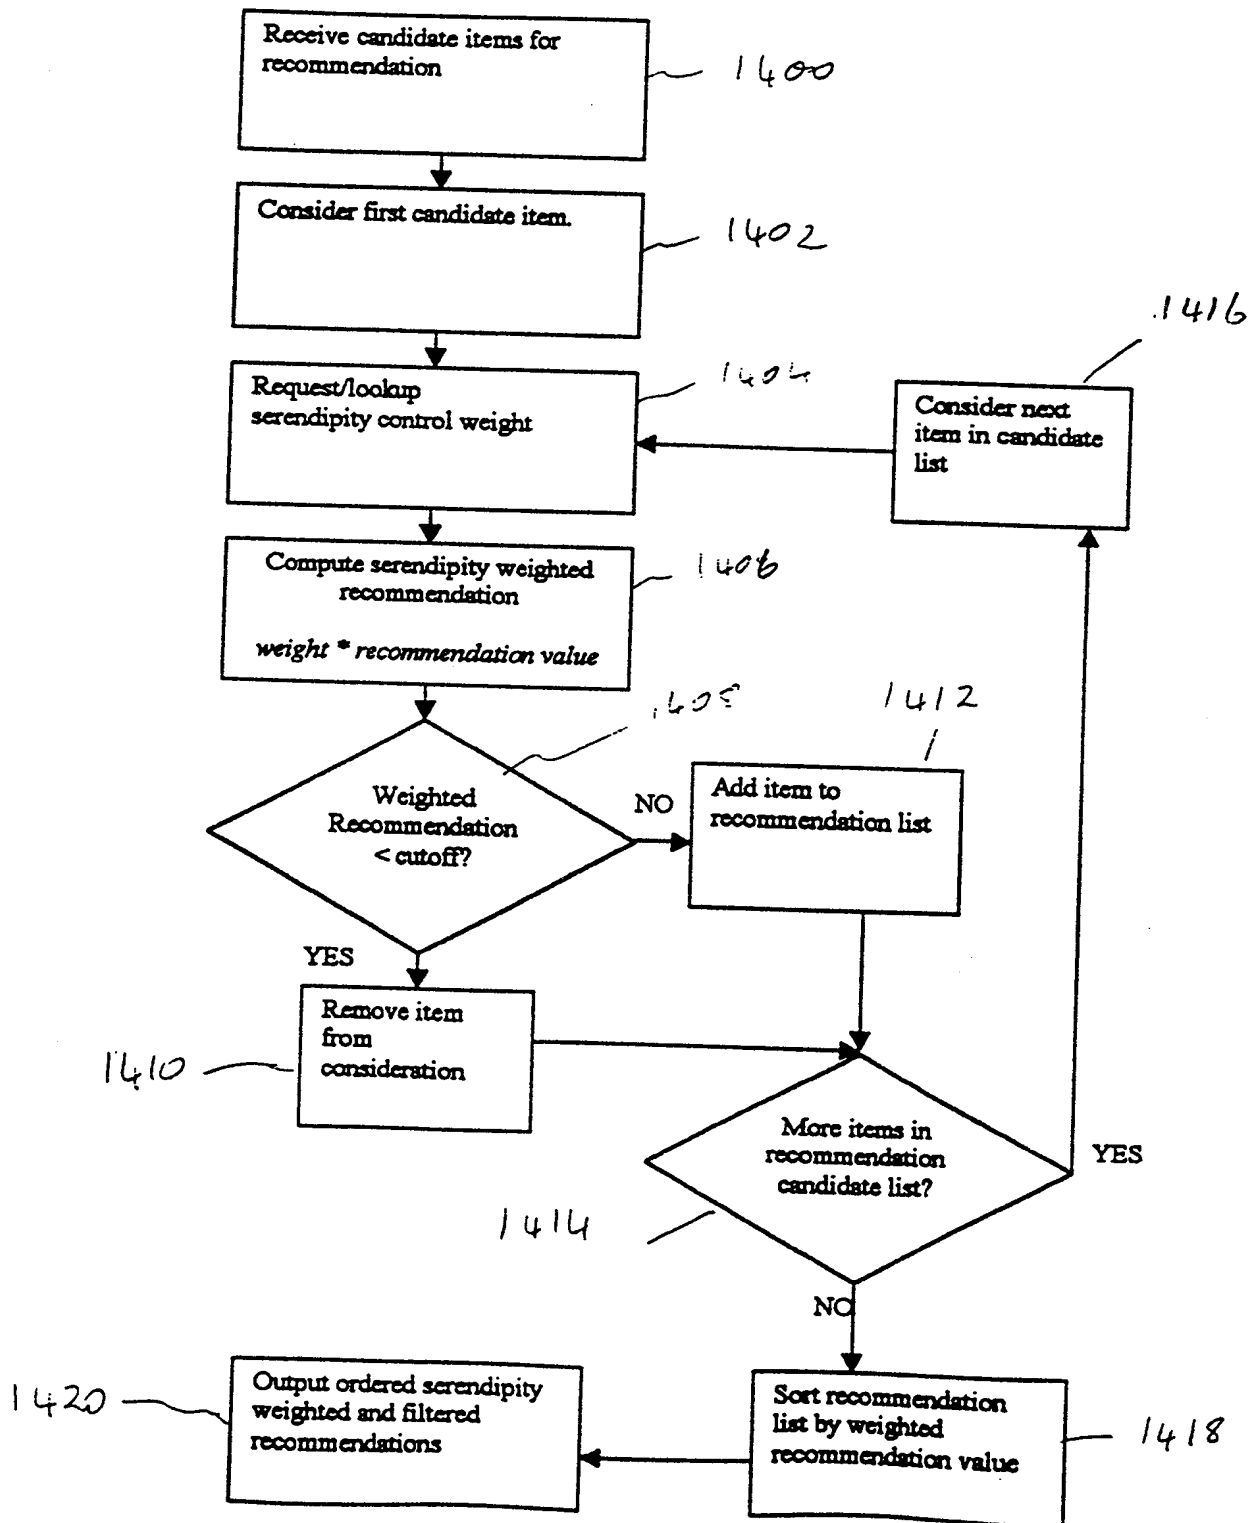 Receive candidate items for
recommendation
1400
Consider first candidate item.
1402
.1416
Request/lookup
serendipity control weight
1404
Consider next
item in candidate
list
Compute serendipity weighted
recommendation
weight * recommendation value
1406
1412
Weighted
Recommendation
< cutoff?
NO
Add item to
recommendation list
YES
Remove item
from
consideration
1410
More items in
recommendation
candidate list?
YES
1414
NO
Output ordered serendipity
weighted and filtered
recommendations
1420
Sort recommendation
list by weighted
recommendation value
1418